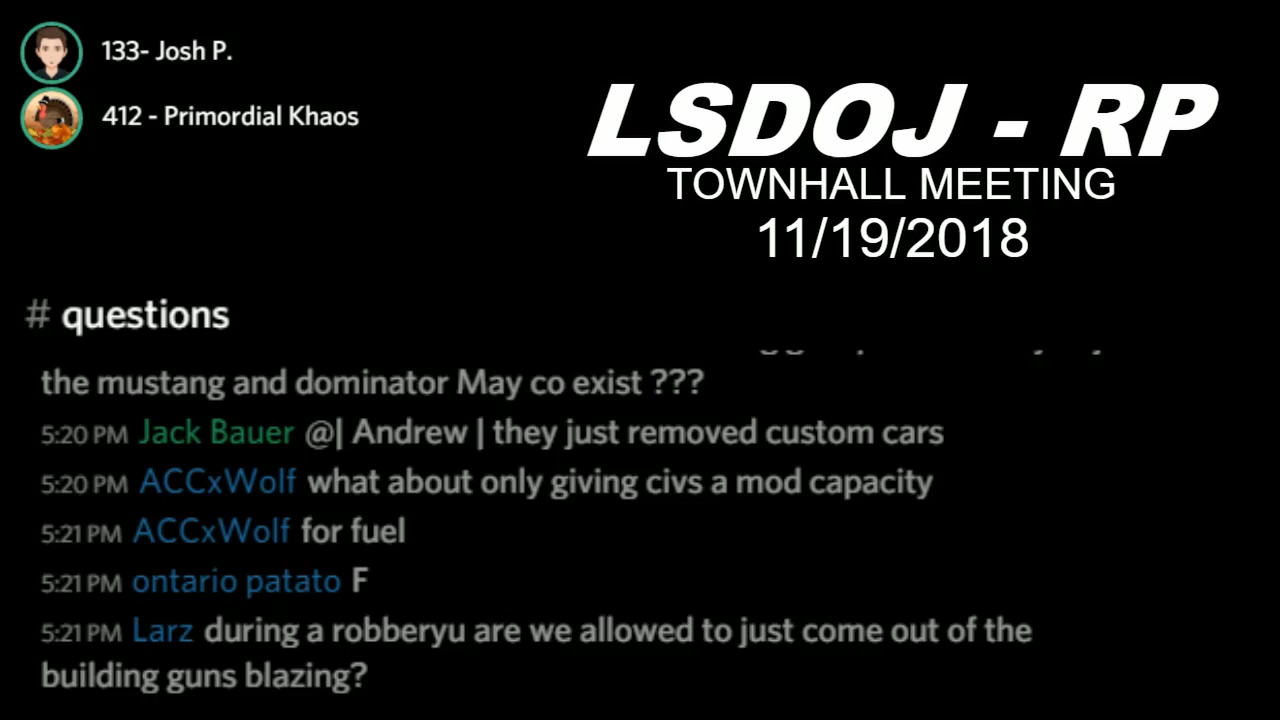 133- Josh P.
412 - Primordial Khaos
LSDOJ - RP
TOWNHALL MEETING
11/19/2018
# questions
the mustang and dominator May co exist ???
5:20 PM Jack Bauer @| Andrew | they just removed custom cars
5:20 PM ACCxWolf what about only giving civs a mod capacity
5:21 PM ACCxWolf for fuel
5:21 PM ontario patato F
5:21 PM Larz during a robberyu are we allowed to just come out of the
building guns blazing?